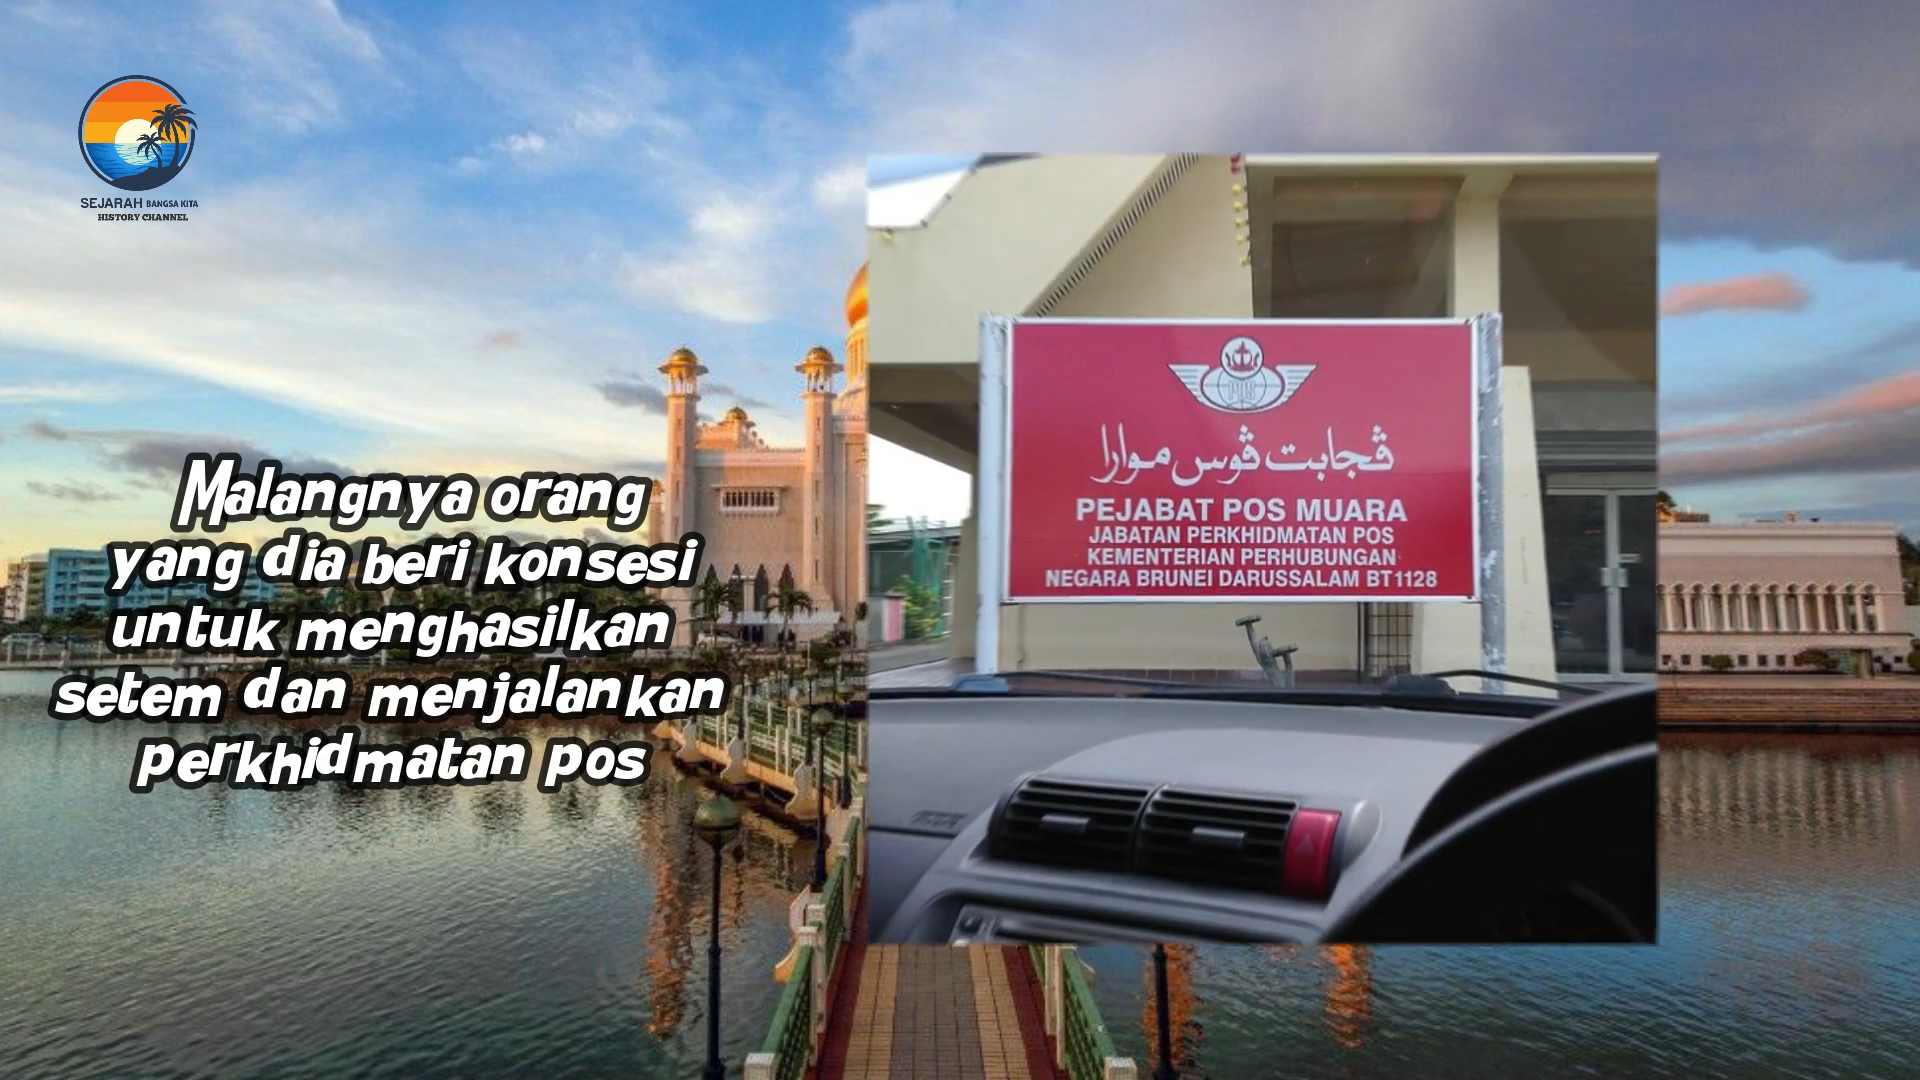 SEJARAH BANGSA KITA
HISTORY CHANNEL
Malangnya orang
yang dia beri konsesi
untuk menghasilkan
setem dan menjalankan
perkhidmatan pos
POS
ڤجابت ڤوس موارا
PEJABAT POS MUARA
JABATAN PERKHIDMATAN POS
KEMENTERIAN PERHUBUNGAN
NEGARA BRUNEI DARUSSALAM BT1128